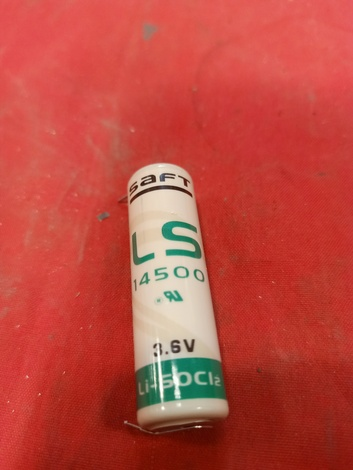 SAFT
LS
14500
3.6V
Li-SOCl₂